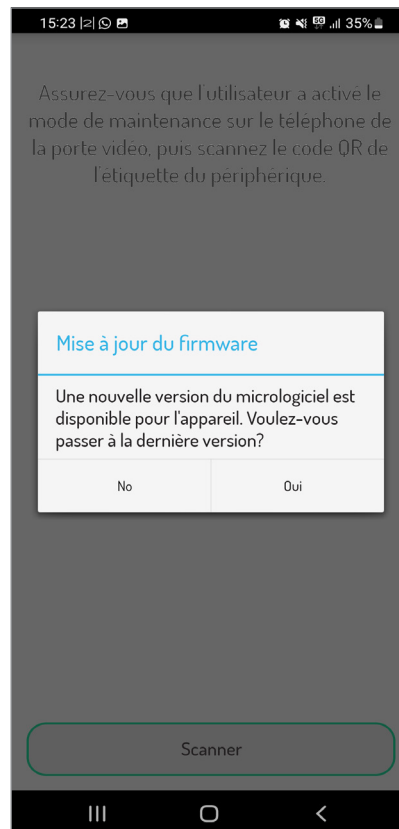 15:23 |2| 35%
Assurez-vous que l'utilisateur a activé le
mode de maintenance sur le téléphone de
la porte vidéo, puis scannez le code QR de
l'étiquette du périphérique.
Mise à jour du firmware
Une nouvelle version du micrologiciel est
disponible pour l'appareil. Voulez-vous
passer à la dernière version?
No Oui
Scanner